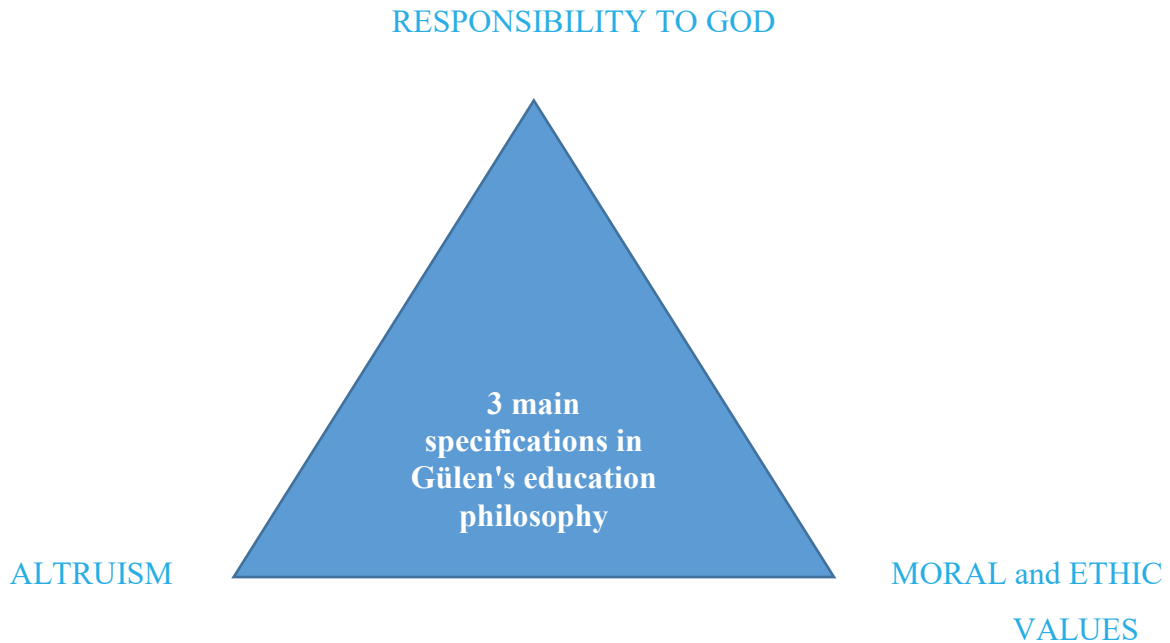 RESPONSIBILITY TO GOD
3 main
specifications in
Gülen's education
philosophy
ALTRUISM
MORAL and ETHIC
VALUES